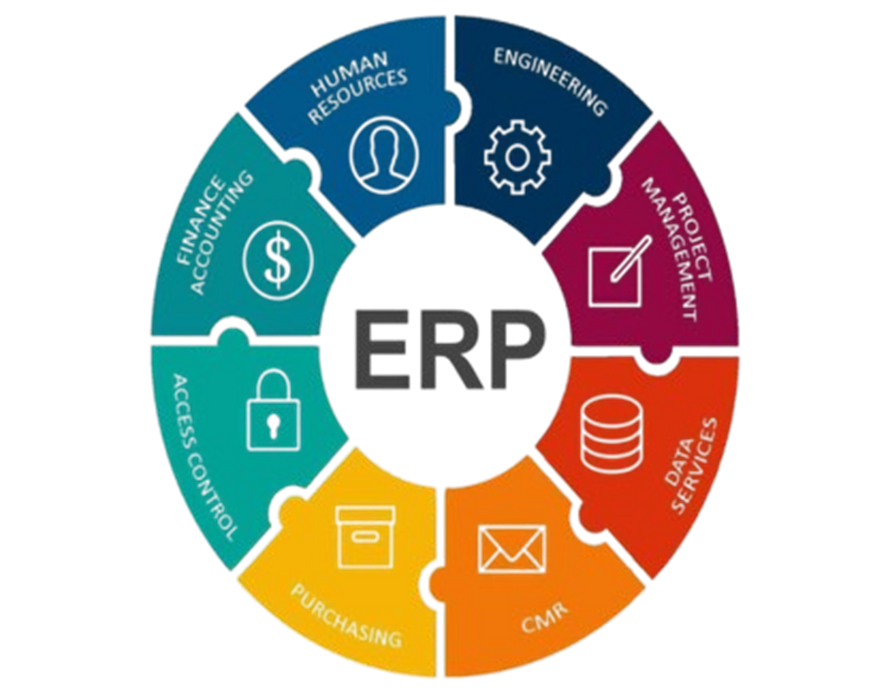 HUMAN
RESOURCES
ENGINEERING
PROJECT
MANAGEMENT
DATA
SERVICES
CMR
PURCHASING
ACCESS CONTROL
FINANCE
ACCOUNTING
$
ERP